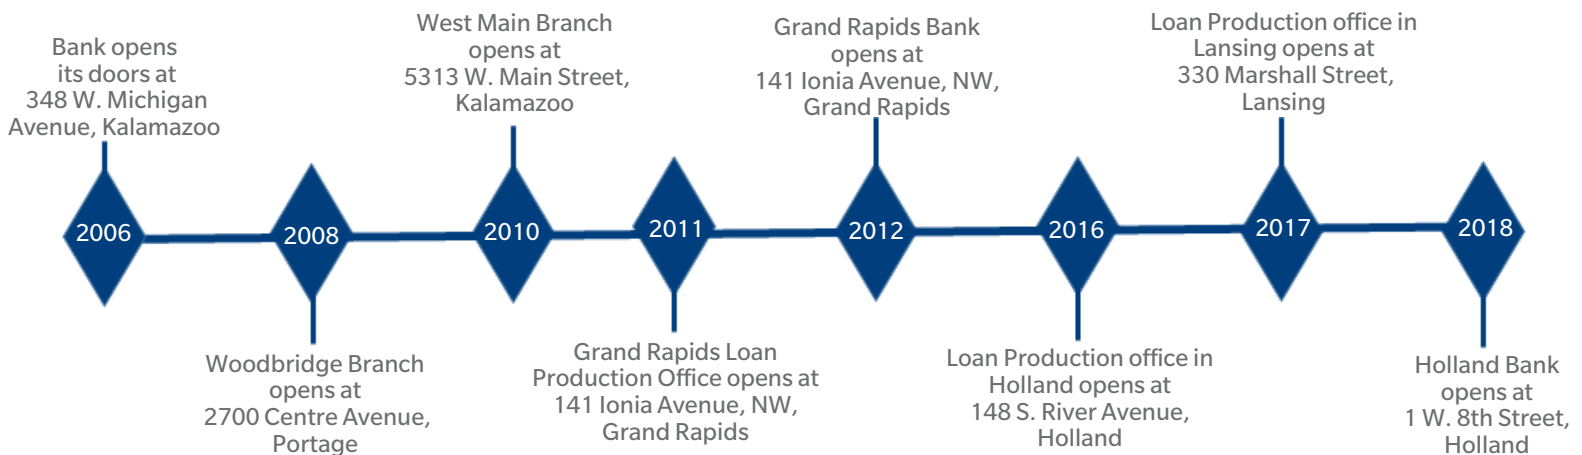 Bank opens
its doors at
348 W. Michigan
Avenue, Kalamazoo
2006
Woodbridge Branch
opens at
2700 Centre Avenue,
Portage
2008
West Main Branch
opens at
5313 W. Main Street,
Kalamazoo
2010
Grand Rapids Loan
Production Office opens at
141 Ionia Avenue, NW,
Grand Rapids
2011
Grand Rapids Bank
opens at
141 Ionia Avenue, NW,
Grand Rapids
2012
Loan Production office in
Holland opens at
148 S. River Avenue,
Holland
2016
Loan Production office in
Lansing opens at
330 Marshall Street,
Lansing
2017
Holland Bank
opens at
1 W. 8th Street,
Holland
2018